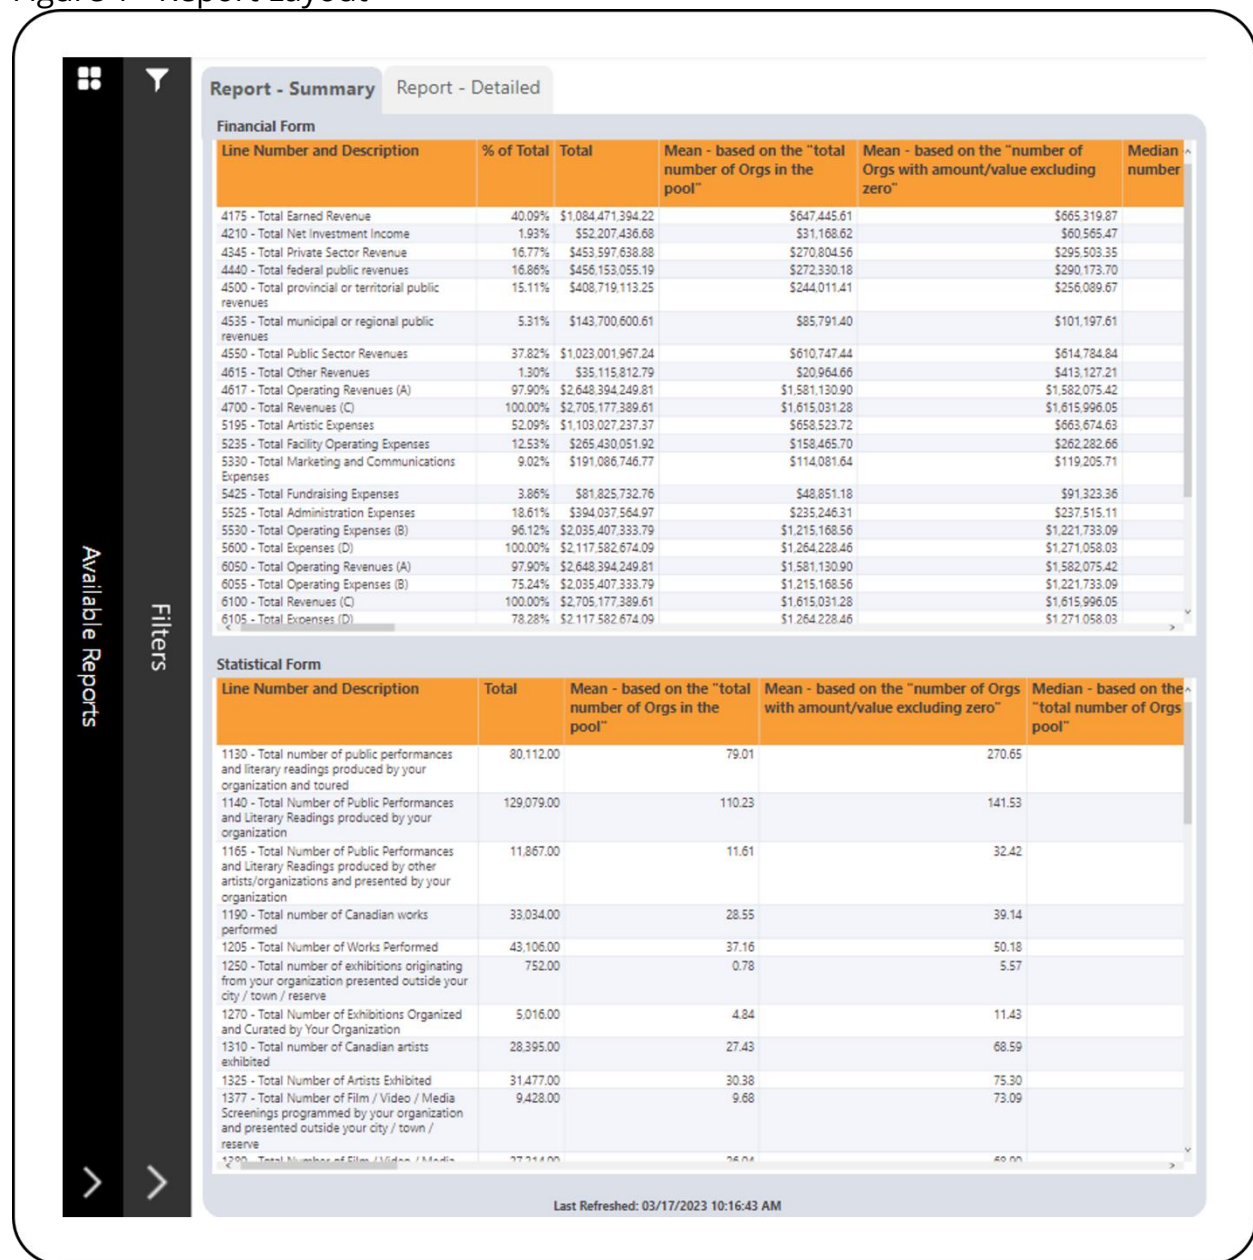 Figure 1 - Report Layout
Report - Summary Report - Detailed
Financial Form
Line Number and Description % of Total Total Mean - based on the "total number of Orgs in the pool" Mean - based on the "number of Orgs with amount/value excluding zero" Median number
4175 - Total Earned Revenue 40.09% $1,084,471,394.22 $647,445.61 $665,319.87
4210 - Total Net Investment Income 1.93% $52,207,436.68 $31,168.62 $60,565.47
4345 - Total Private Sector Revenue 16.77% $453,597,638.88 $270,804.56 $295,503.35
4440 - Total federal public revenues 16.86% $456,153,055.19 $272,330.18 $290,173.70
4500 - Total provincial or territorial public revenues 15.11% $408,719,113.25 $244,011.41 $256,089.67
4535 - Total municipal or regional public revenues 5.31% $143,700,600.61 $85,791.40 $101,197.61
4550 - Total Public Sector Revenues 37.82% $1,023,001,967.24 $610,747.44 $614,784.84
4615 - Total Other Revenues 1.30% $35,115,812.79 $20,964.66 $413,127.21
4617 - Total Operating Revenues (A) 97.90% $2,648,394,249.81 $1,581,130.90 $1,582,075.42
4700 - Total Revenues (C) 100.00% $2,705,177,389.61 $1,615,031.28 $1,615,996.05
5195 - Total Artistic Expenses 52.09% $1,103,027,237.37 $658,523.72 $663,674.63
5235 - Total Facility Operating Expenses 12.53% $265,430,051.92 $158,465.70 $262,282.66
5330 - Total Marketing and Communications Expenses 9.02% $191,086,746.77 $114,081.64 $119,205.71
5425 - Total Fundraising Expenses 3.86% $81,825,732.76 $48,851.18 $91,323.36
5525 - Total Administration Expenses 18.61% $394,037,564.97 $235,246.31 $237,515.11
5530 - Total Operating Expenses (B) 96.12% $2,035,407,333.79 $1,215,168.56 $1,221,733.09
5600 - Total Expenses (D) 100.00% $2,117,582,674.09 $1,264,228.46 $1,271,058.03
6050 - Total Operating Revenues (A) 97.90% $2,648,394,249.81 $1,581,130.90 $1,582,075.42
6055 - Total Operating Expenses (B) 75.24% $2,035,407,333.79 $1,215,168.56 $1,221,733.09
6100 - Total Revenues (C) 100.00% $2,705,177,389.61 $1,615,031.28 $1,615,996.05
6105 - Total Expenses (D) 78.28% $2,117,582,674.09 $1,264,228.46 $1,271,058.03
Available Reports
Filters
Statistical Form
Line Number and Description Total Mean - based on the "total number of Orgs in the pool" Mean - based on the "number of Orgs with amount/value excluding zero" Median - based on the "total number of Orgs pool"
1130 - Total number of public performances and literary readings produced by your organization and toured 80,112.00 79.01 270.65
1140 - Total Number of Public Performances and Literary Readings produced by your organization 129,079.00 110.23 141.53
1165 - Total Number of Public Performances and Literary Readings produced by other artists/organizations and presented by your organization 11,867.00 11.61 32.42
1190 - Total number of Canadian works performed 33,034.00 28.55 39.14
1205 - Total Number of Works Performed 43,106.00 37.16 50.18
1250 - Total number of exhibitions originating from your organization presented outside your city / town / reserve 752.00 0.78 5.57
1270 - Total Number of Exhibitions Organized and Curated by Your Organization 5,016.00 4.84 11.43
1310 - Total number of Canadian artists exhibited 28,395.00 27.43 68.59
1325 - Total Number of Artists Exhibited 31,477.00 30.38 75.30
1377 - Total Number of Film / Video / Media Screenings programmed by your organization and presented outside your city / town / reserve 9,428.00 9.68 73.09
Total Number of Film / Video / Media
Last Refreshed: 03/17/2023 10:16:43 AM